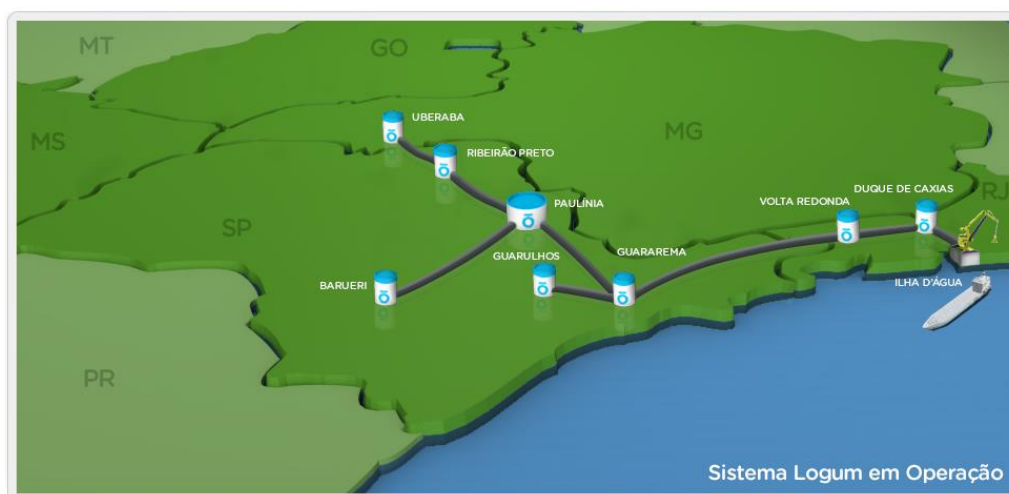 MT
GO
MS
UBERABA
MG
RIBEIRÃO PRETO
DUQUE DE CAXIAS
RJ
PAULÍNIA
VOLTA REDONDA
SP
GUARULHOS
GUARAREMA
BARUERI
ILHA D'ÁGUA
PR
Sistema Logum em Operação